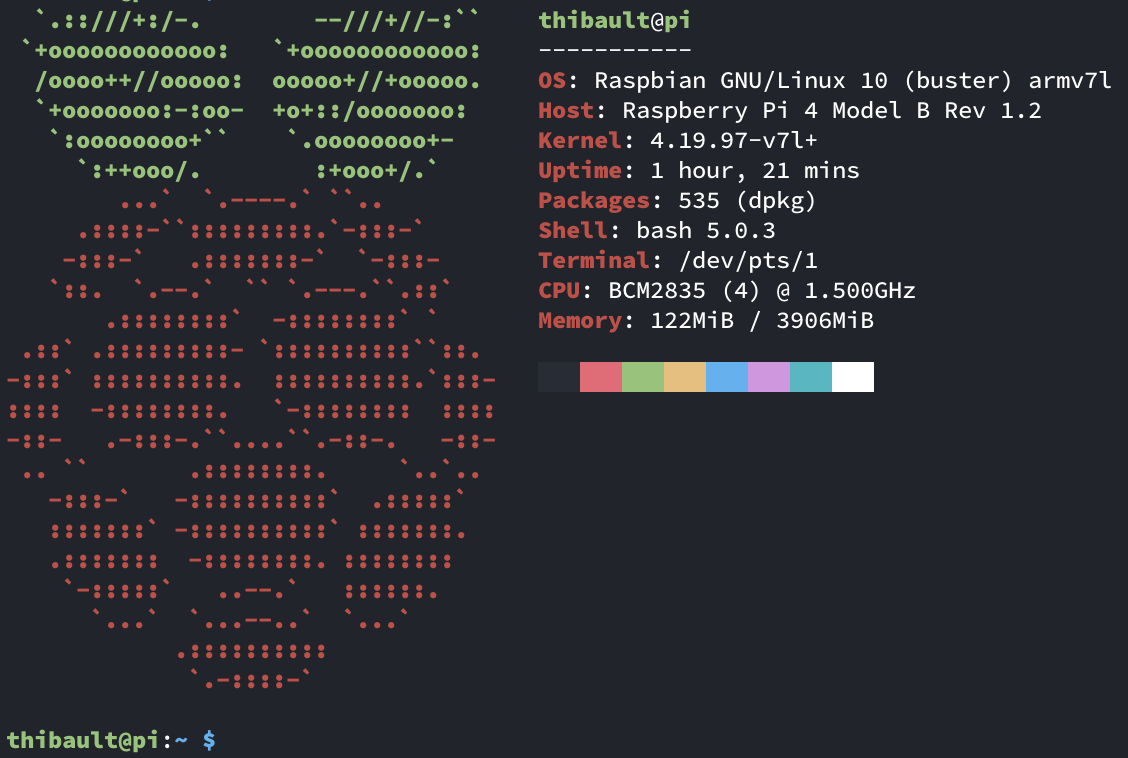 thibault@pi
-----------
OS: Raspbian GNU/Linux 10 (buster) armv7l
Host: Raspberry Pi 4 Model B Rev 1.2
Kernel: 4.19.97-v7l+
Uptime: 1 hour, 21 mins
Packages: 535 (dpkg)
Shell: bash 5.0.3
Terminal: /dev/pts/1
CPU: BCM2835 (4) @ 1.500GHz
Memory: 122MiB / 3906MiB
thibault@pi:~ $